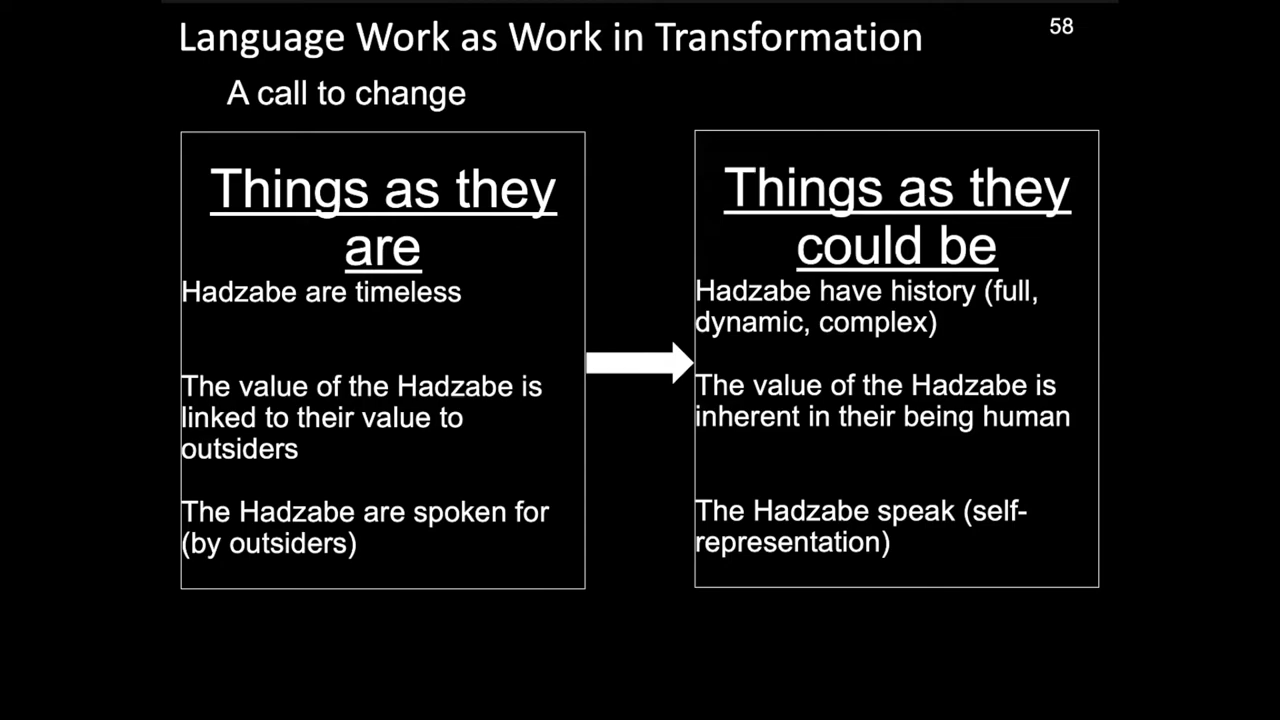 Language Work as Work in Transformation
58
A call to change
Things as they
are
Hadzabe are timeless
The value of the Hadzabe is
linked to their value to
outsiders
The Hadzabe are spoken for
(by outsiders)
Things as they
could be
Hadzabe have history (full,
dynamic, complex)
The value of the Hadzabe is
inherent in their being human
The Hadzabe speak (self-
representation)